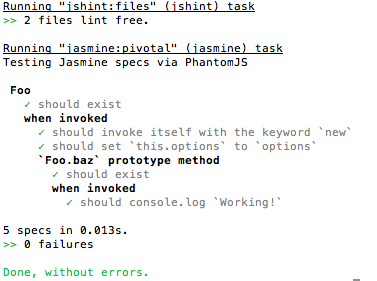 Running "jshint:files" (jshint) task
>> 2 files lint free.
Running "jasmine:pivotal" (jasmine) task
Testing Jasmine specs via PhantomJS
Foo
✓ should exist
when invoked
✓ should invoke itself with the keyword `new`
✓ should set `this.options` to `options`
`Foo.baz` prototype method
✓ should exist
when invoked
✓ should console.log `Working!`
5 specs in 0.013s.
>> 0 failures
Done, without errors.